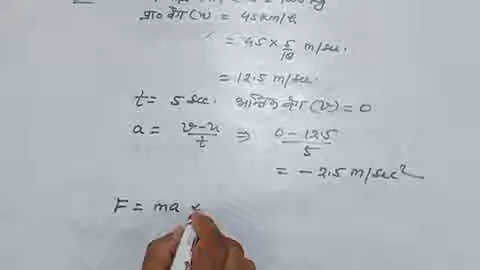 प्रा० वेग (u) = 45 km/h
= 45 × 5/18 m/sec.
= 12.5 m/sec.
t = 5 sec. अन्तिम वेग (v) = 0
a = v-u/t ⇒ 0-12.5/5
= - 2.5 m/sec²
F = ma ×